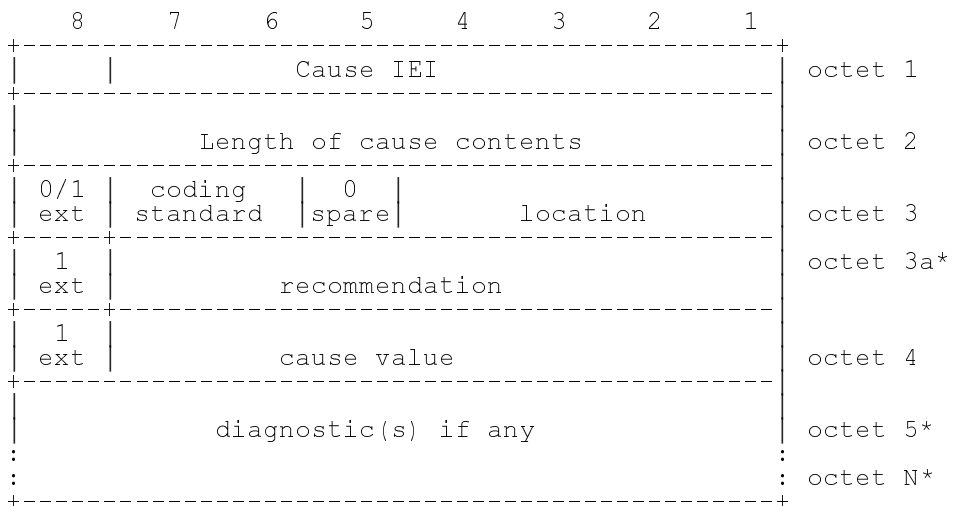 8 7 6 5 4 3 2 1
Cause IEI octet 1
Length of cause contents octet 2
0/1 coding 0
ext standard spare location octet 3
1 octet 3a*
ext recommendation
1
ext cause value octet 4
diagnostic(s) if any octet 5*
: :
: : octet N*